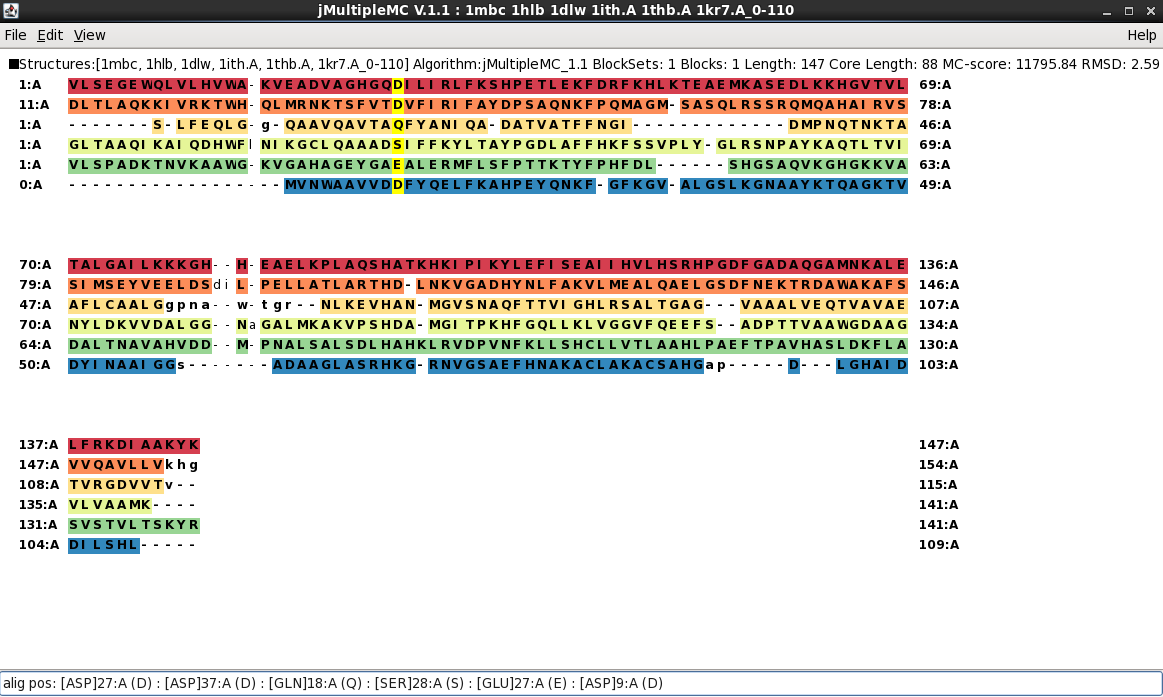 jMultipleMC V.1.1 : 1mbc 1hlb 1dlw 1ith.A 1thb.A 1kr7.A_0-110
File Edit View Help
Structures:[1mbc, 1hlb, 1dlw, 1ith.A, 1thb.A, 1kr7.A_0-110] Algorithm:jMultipleMC_1.1 BlockSets: 1 Blocks: 1 Length: 147 Core Length: 88 MC-score: 11795.84 RMSD: 2.59
1:A VLSEGEWQLVLHVWA-KVEADVAGHGQDILIRLFKSHPETLEKFDRFKHLKTEAEMKASEDLKKHGVTVL 69:A
11:A DLTLAQKKIVRKTWH-QLMRNKTSFVTDVFIRIFAYDPSAQNKFPQMAGM-SASQLRSSRQMQAHAIRVS 78:A
1:A -------S-LFEQLG-g-QAAVQAVTAQFYANIQA-DATVATFFNGI-------------DMPNQTNKTA 46:A
1:A GLTAAQIKAIQDHWFlNIKGCLQAAADSIFFKYLTAYPGDLAFFHKFSSVPLY-GLRSNPAYKAQTLTVI 69:A
1:A VLSPADKTNVKAAWG-KVGAHAGEYGAEALERMFLSFPTTKTYFPHFDL------SHGSAQVKGHGKKVA 63:A
0:A ------------------MVNWAAVVDDFYQELFKAHPEYQNKF-GFKGV-ALGSLKGNAAYKTQAGKTV 49:A
70:A TALGAILKKKGH--H-EAELKPLAQSHATKHKIPIKYLEFISEAIIHVLHSRHPGDFGADAQGAMNKALE 136:A
79:A SIMSEYVEELDSdiL-PELLATLARTHD-LNKVGADHYNLFAKVLMEALQAELGSDFNEKTRDAWAKAFS 146:A
47:A AFLCAALGgpna--w-tgr--NLKEVHAN-MGVSNAQFTTVIGHLRSALTGAG---VAAALVEQTVAVAE 107:A
70:A NYLDKVVDALGG--NaGALMKAKVPSHDA-MGITPKHFGQLLKLVGGVFQEEFS--ADPTTVAAWGDAAG 134:A
64:A DALTNAVAHVDD--M-PNALSALSDLHAHKLRVDPVNFKLLSHCLLVTLAAHLPAEFTPAVHASLDKFLA 130:A
50:A DYINAAIGGs-------ADAAGLASRHKG-RNVGSAEFHNAKACLAKACSAHGap-----D---LGHAID 103:A
137:A LFRKDIAAKYK 147:A
147:A VVQAVLLVkhg 154:A
108:A TVRGDVVTv-- 115:A
135:A VLVAAMK---- 141:A
131:A SVSTVLTSKYR 141:A
104:A DILSHL----- 109:A
alig pos: [ASP]27:A (D) : [ASP]37:A (D) : [GLN]18:A (Q) : [SER]28:A (S) : [GLU]27:A (E) : [ASP]9:A (D)